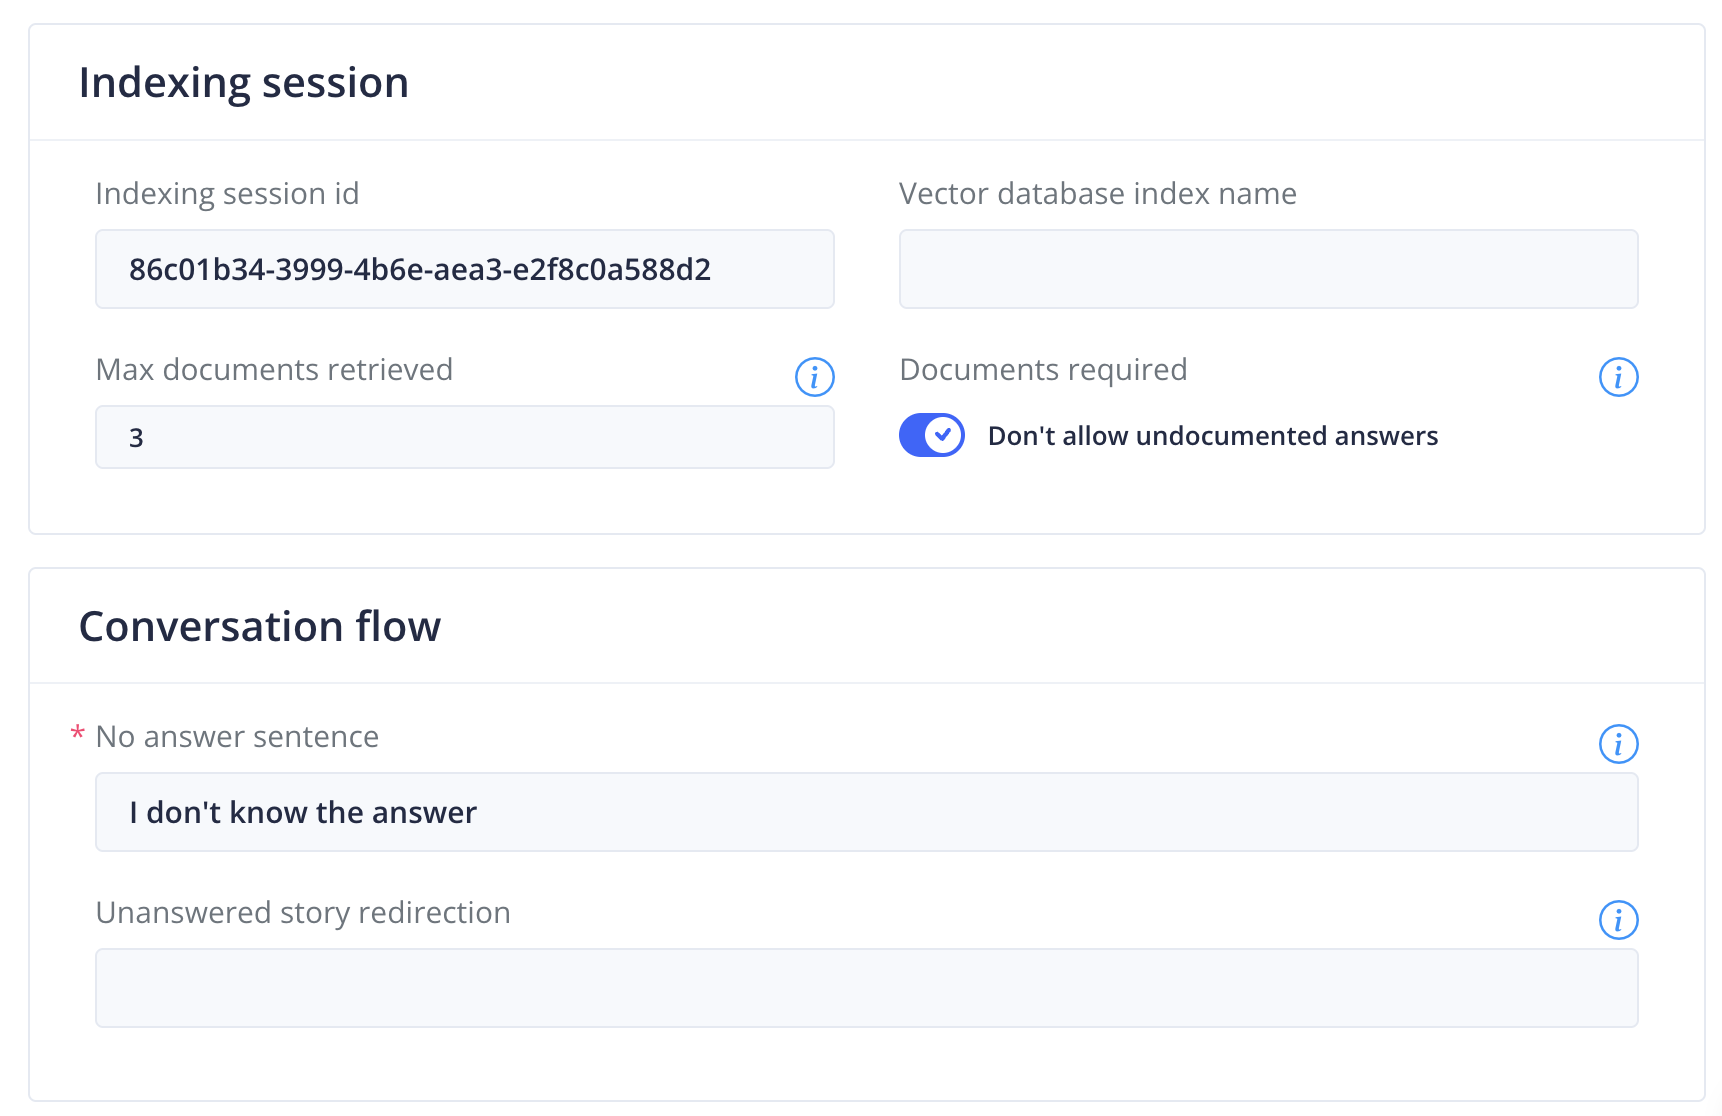 Indexing session
Indexing session id
Vector database index name
86c01b34-3999-4b6e-aea3-e2f8c0a588d2
Max documents retrieved
i
Documents required
i
3
Don't allow undocumented answers
Conversation flow
* No answer sentence
i
I don't know the answer
Unanswered story redirection
i